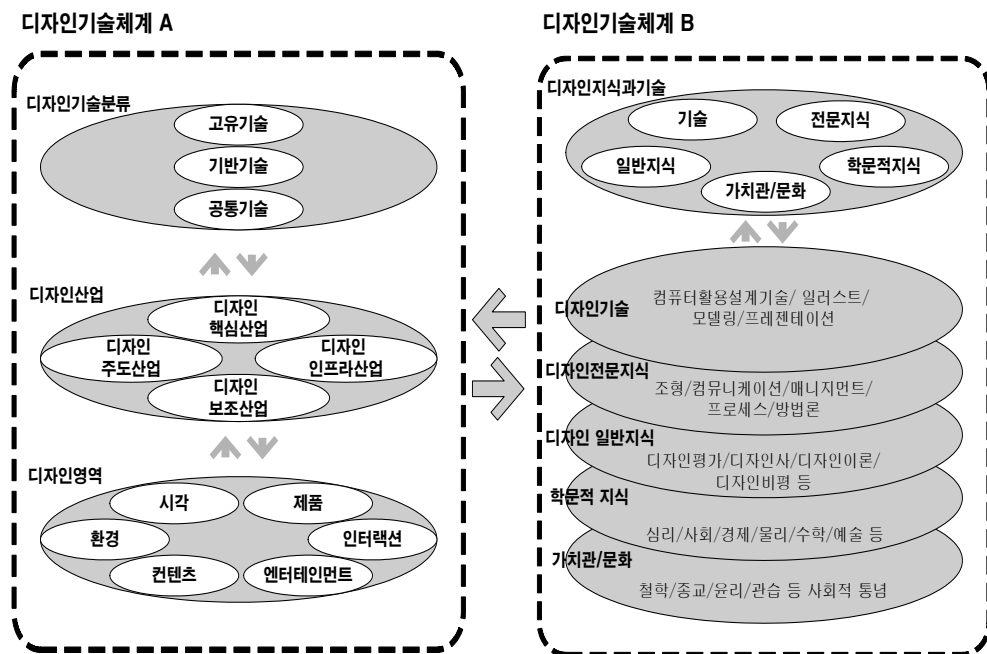 디자인기술체계 A
디자인기술분류
고유기술
기반기술
공통기술
디자인산업
디자인
핵심산업
디자인
주도산업
디자인
인프라산업
디자인
보조산업
디자인영역
시각
제품
환경
인터랙션
컨텐츠
엔터테인먼트
디자인기술체계 B
디자인지식과기술
기술
전문지식
일반지식
학문적지식
가치관/문화
디자인기술
컴퓨터활용설계기술/ 일러스트/
모델링/프레젠테이션
디자인전문지식
조형/컴뮤니케이션/매니지먼트/
프로세스/방법론
디자인 일반지식
디자인평가/디자인사/디자인이론/
디자인비평 등
학문적 지식
심리/사회/경제/물리/수학/예술 등
가치관/문화
철학/종교/윤리/관습 등 사회적 통념